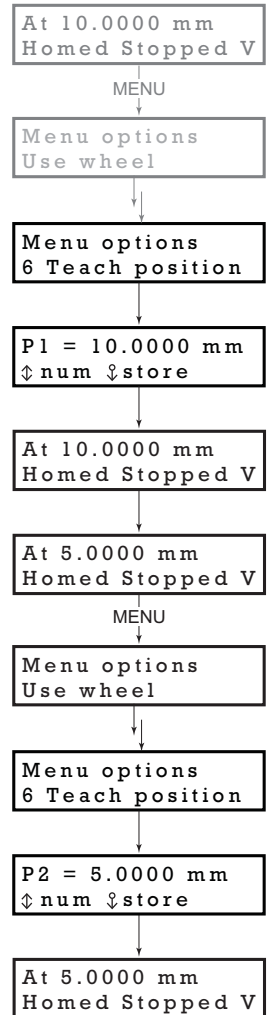 At 10.0000 mm
Homed Stopped V
MENU
Menu options
Use wheel
Menu options
6 Teach position
P1 = 10.0000 mm
⇕ num store
At 10.0000 mm
Homed Stopped V
At 5.0000 mm
Homed Stopped V
MENU
Menu options
Use wheel
Menu options
6 Teach position
P2 = 5.0000 mm
⇕ num store
At 5.0000 mm
Homed Stopped V